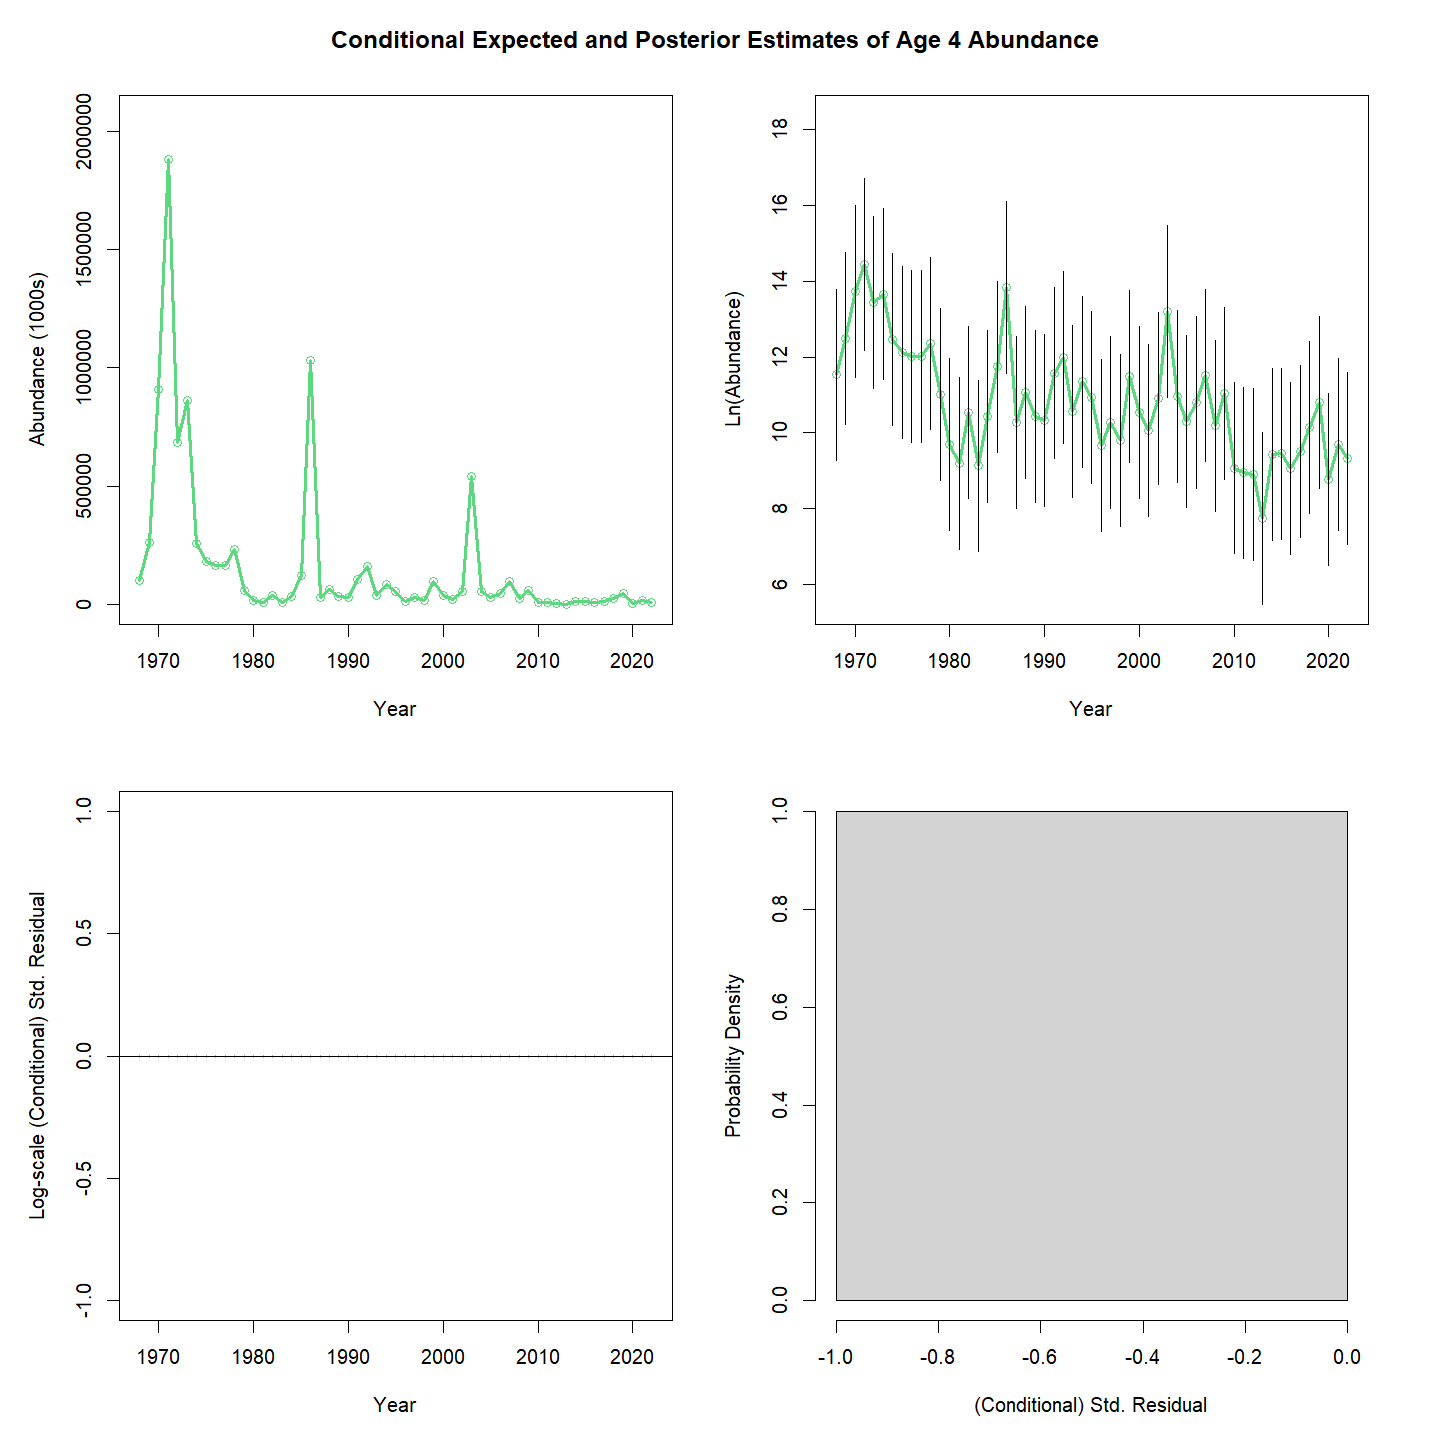 Conditional Expected and Posterior Estimates of Age 4 Abundance
Abundance (1000s)
2000000
1500000
1000000
500000
0
1970 1980 1990 2000 2010 2020
Year
Ln(Abundance)
18
16
14
12
10
8
6
1970 1980 1990 2000 2010 2020
Year
Log-scale (Conditional) Std. Residual
1.0
0.5
0.0
-0.5
-1.0
1970 1980 1990 2000 2010 2020
Year
Probability Density
1.0
0.8
0.6
0.4
0.2
0.0
-1.0 -0.8 -0.6 -0.4 -0.2 0.0
(Conditional) Std. Residual